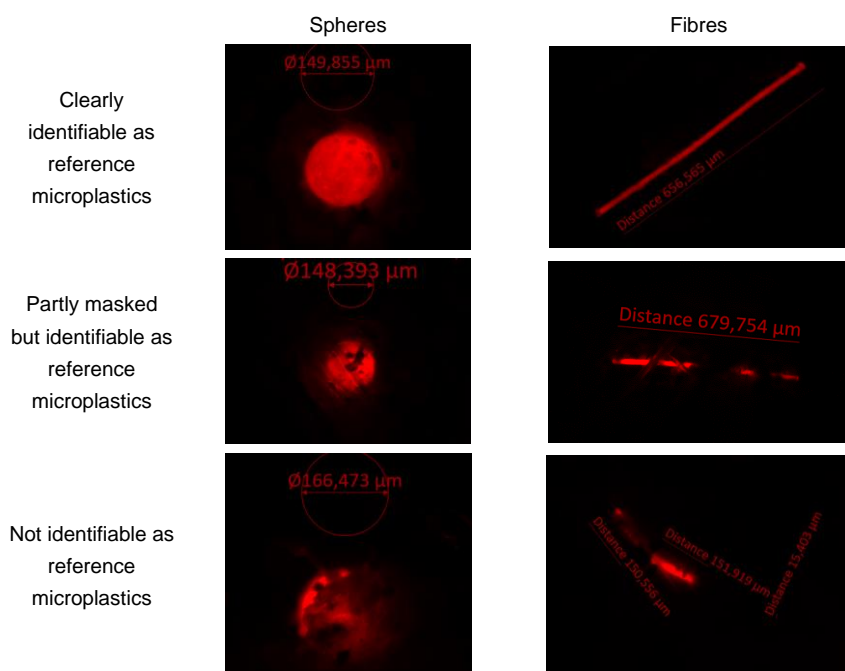 Spheres
Fibres
Clearly
identifiable as
reference
microplastics
Ø149,855 µm
Distance 656,565 µm
Partly masked
but identifiable as
reference
microplastics
Ø148,393 µm
Distance 679,754 µm
Not identifiable as
reference
microplastics
Ø166,473 µm
Distance 150,556 µm
Distance 151,919 µm
Distance 15,403 µm